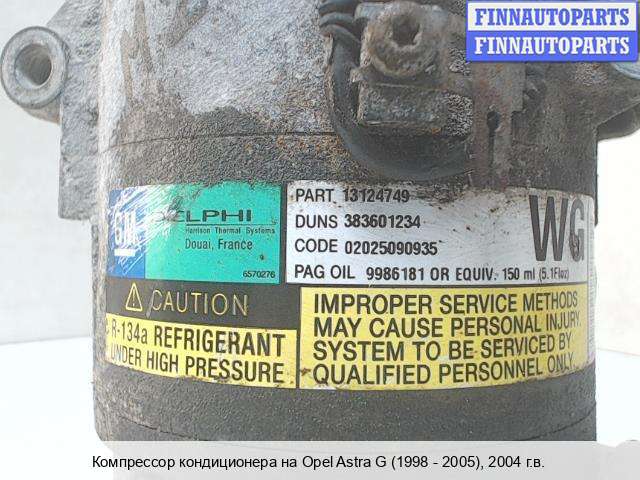 FINNAUTOPARTS
FINNAUTOPARTS
GM
DELPHI
Harrison Thermal Systems
Douai, France
6570276
PART 13124749
DUNS 383601234
CODE 02025090935
PAG OIL 9986181 OR EQUIV. 150 ml (5.1Floz)
WG
CAUTION
R-134a REFRIGERANT
UNDER HIGH PRESSURE
IMPROPER SERVICE METHODS
MAY CAUSE PERSONAL INJURY.
SYSTEM TO BE SERVICED BY
QUALIFIED PERSONNEL ONLY
Компрессор кондиционера на Opel Astra G (1998 - 2005), 2004 г.в.